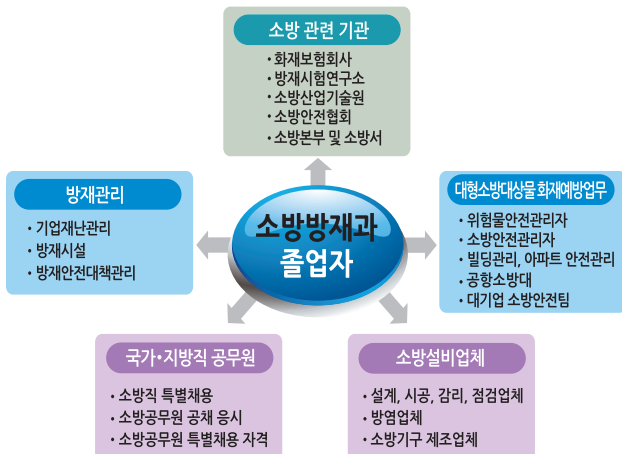 소방 관련 기관
• 화재보험회사
• 방재시험연구소
• 소방산업기술원
• 소방안전협회
• 소방본부 및 소방서
방재관리
• 기업재난관리
• 방재시설
• 방재안전대책관리
소방방재과
졸업자
대형소방대상물 화재예방업무
• 위험물안전관리자
• 소방안전관리자
• 빌딩관리, 아파트 안전관리
• 공항소방대
• 대기업 소방안전팀
국가•지방직 공무원
• 소방직 특별채용
• 소방공무원 공채 응시
• 소방공무원 특별채용 자격
소방설비업체
• 설계, 시공, 감리, 점검업체
• 방염업체
• 소방기구 제조업체